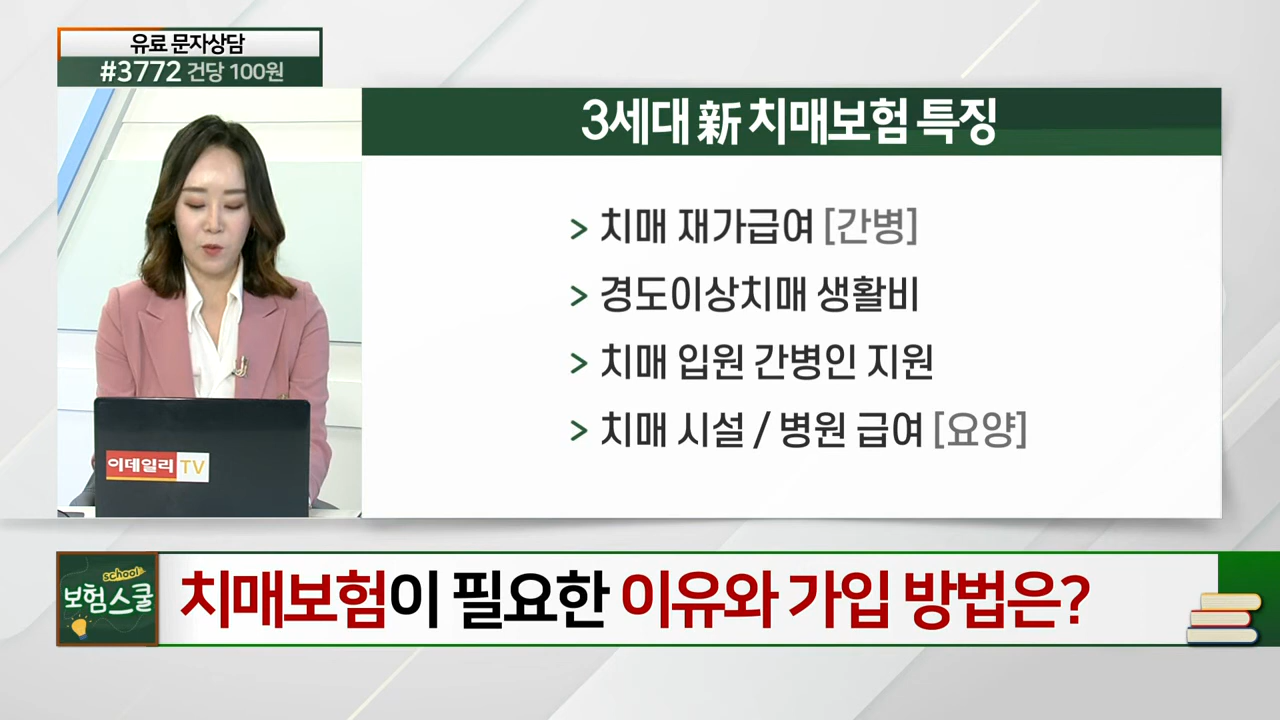 유료 문자상담
#3772 건당 100원
3세대 新 치매보험 특징
> 치매 재가급여 [간병]
> 경도이상치매 생활비
> 치매 입원 간병인 지원
> 치매 시설 / 병원 급여 [요양]
이데일리 TV
school
보험스쿨
치매보험이 필요한 이유와 가입 방법은?